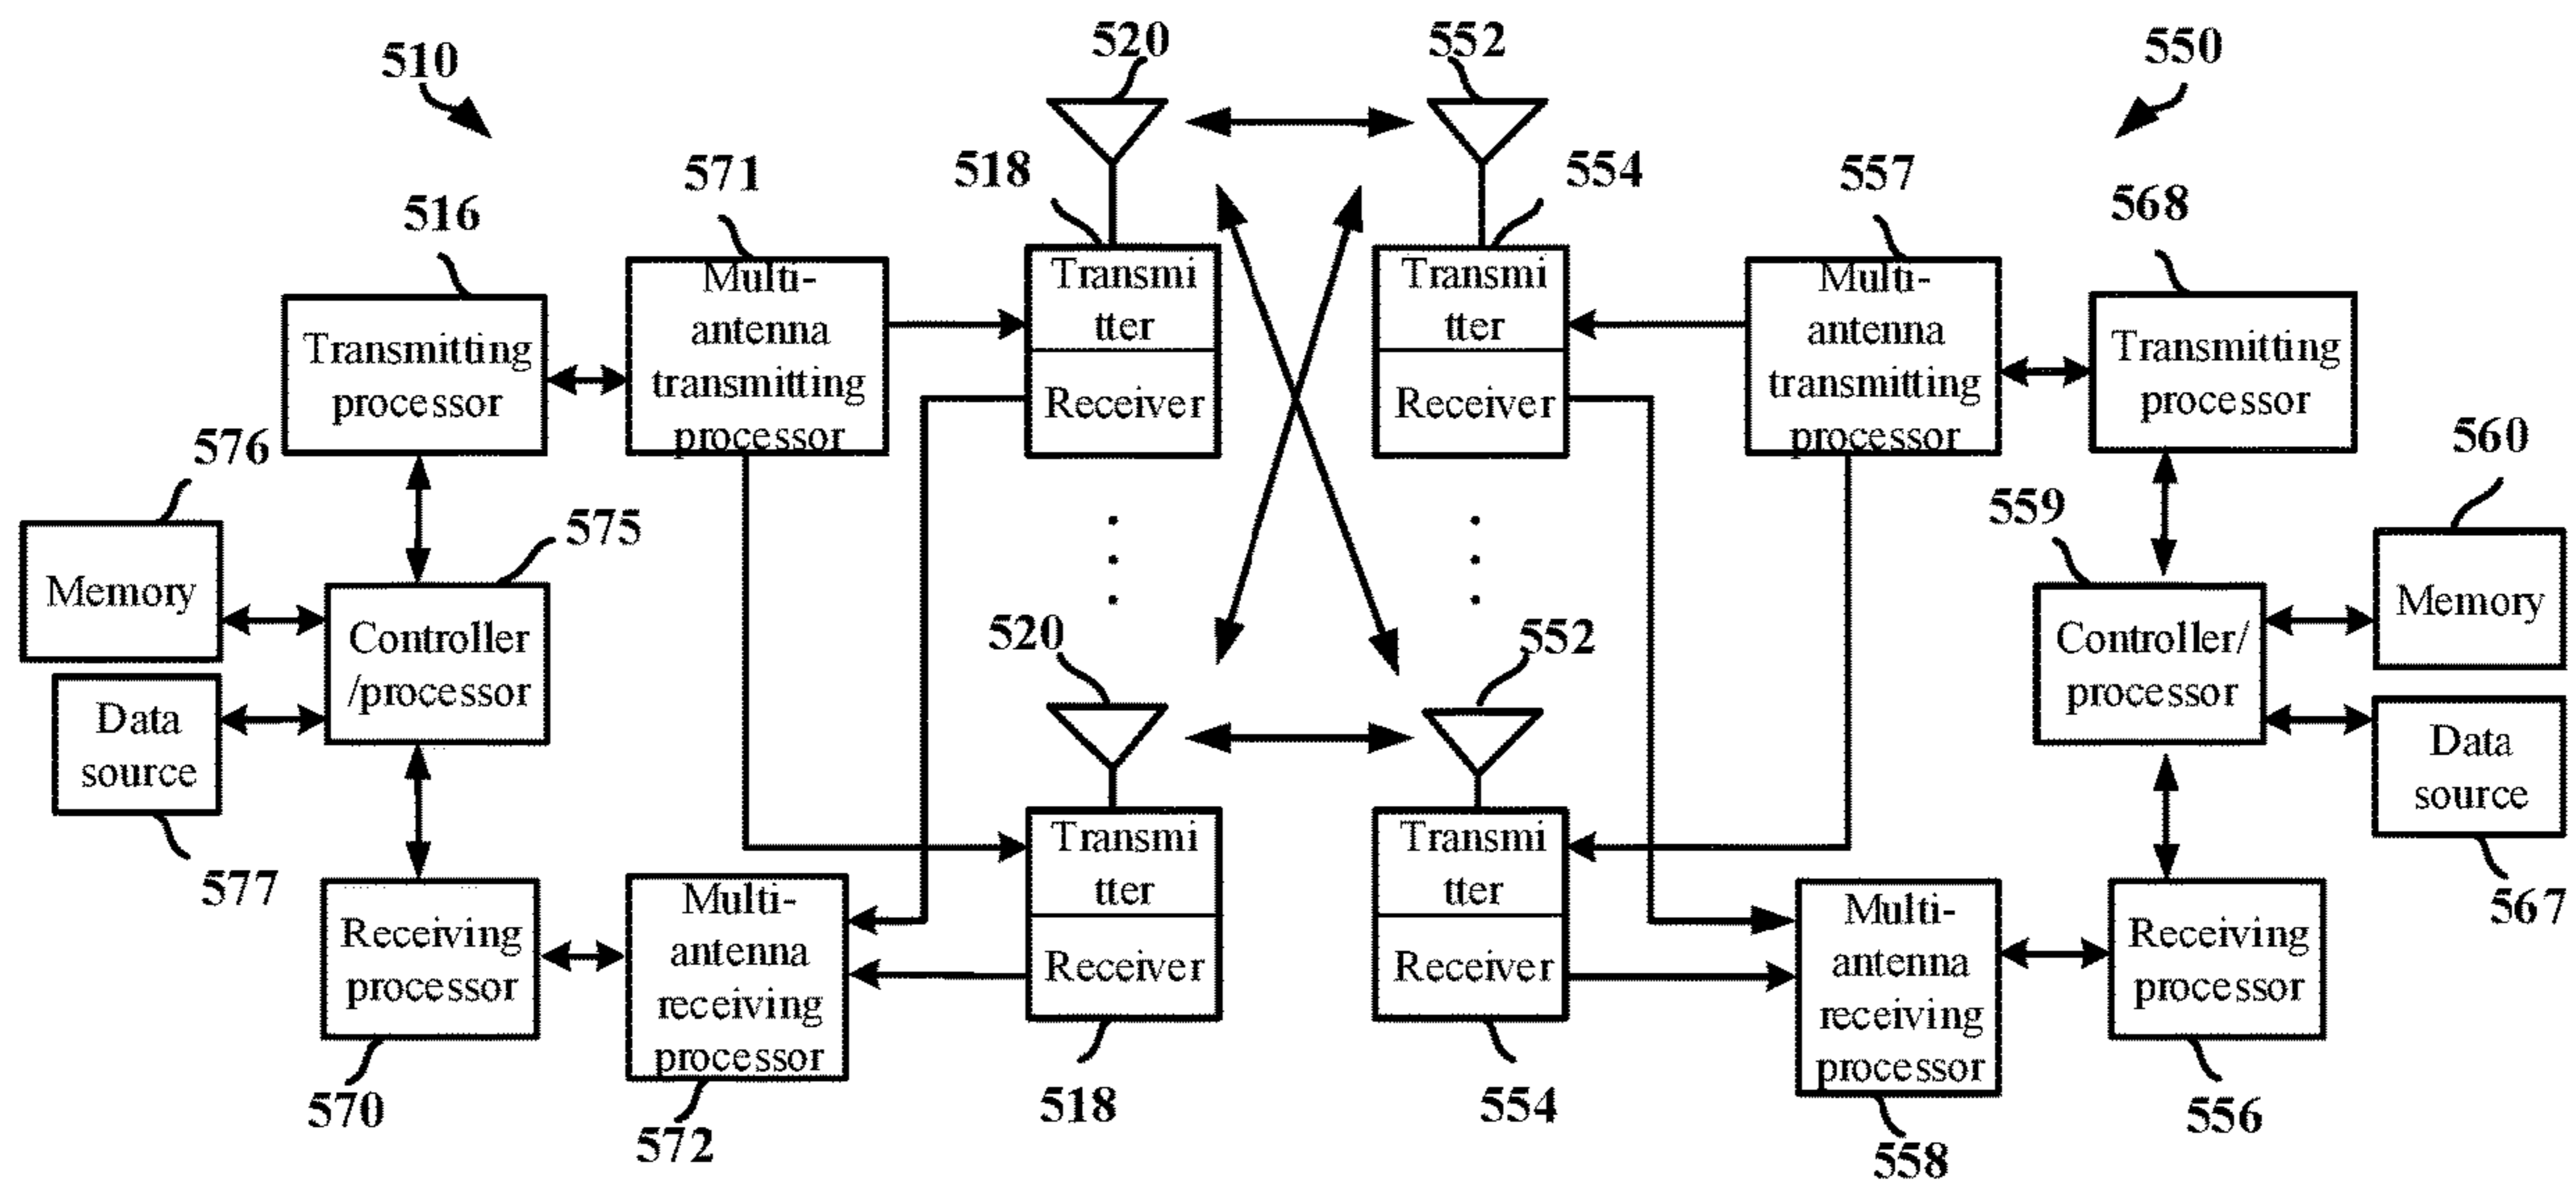 510
520
552
550
516
571
518
554
557
568
Transmitting
processor
Multi-
antenna
transmitting
processor
Transmi
tter
Receiver
Transmi
tter
Receiver
Multi-
antenna
transmitting
processor
Transmitting
processor
576
575
559
560
Memory
Controller
/processor
Data
source
577
520
552
Controller/
processor
Memory
Data
source
567
Receiving
processor
570
Multi-
antenna
receiving
processor
572
Transmi
tter
Receiver
518
Transmi
tter
Receiver
554
Multi-
antenna
receiving
processor
558
Receiving
processor
556